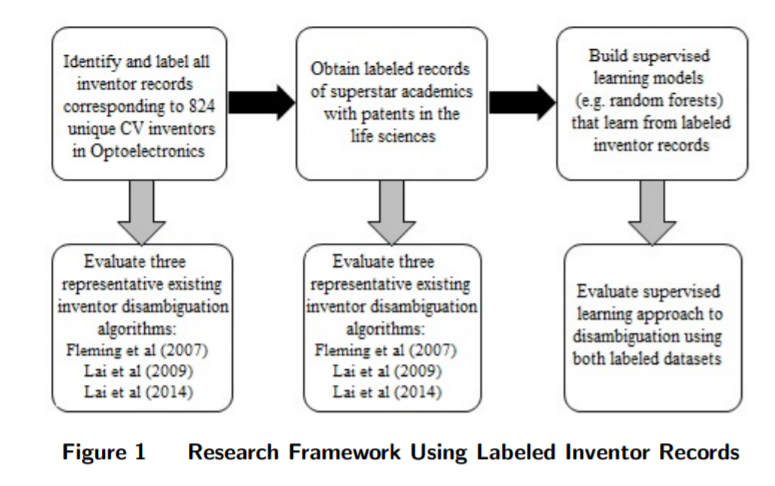 Identify and label all
inventor records
corresponding to 824
unique CV inventors
in Optoelectronics
Obtain labeled records
of superstar academics
with patents in the
life sciences
Build supervised
learning models
(e.g. random forests)
that learn from labeled
inventor records
Evaluate three
representative existing
inventor disambiguation
algorithms:
Fleming et al (2007)
Lai et al (2009)
Lai et al (2014)
Evaluate three
representative existing
inventor disambiguation
algorithms:
Fleming et al (2007)
Lai et al (2009)
Lai et al (2014)
Evaluate supervised
learning approach to
disambiguation using
both labeled datasets
Figure 1 Research Framework Using Labeled Inventor Records